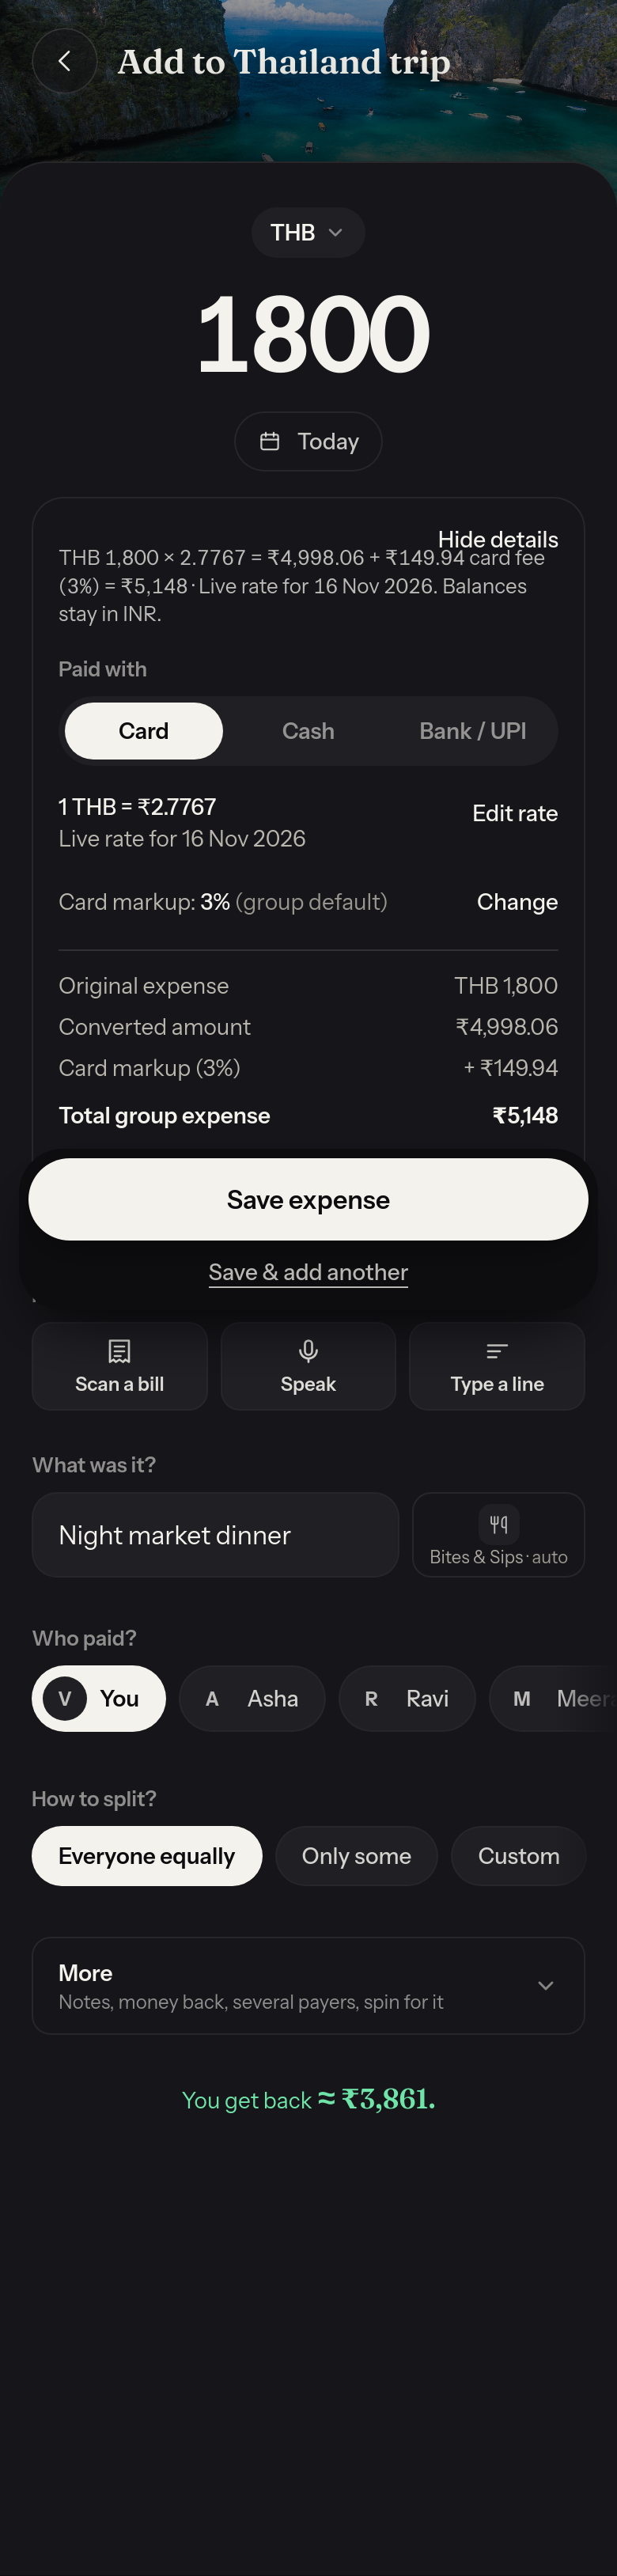 Add to Thailand trip
THB
1800
Today
Hide details
THB 1,800 × 2.7767 = ₹4,998.06 + ₹149.94 card fee
(3%) = ₹5,148 · Live rate for 16 Nov 2026. Balances
stay in INR.
Paid with
Card
Cash
Bank / UPI
1 THB = ₹2.7767
Edit rate
Live rate for 16 Nov 2026
Card markup: 3% (group default)
Change
Original expense
THB 1,800
Converted amount
₹4,998.06
Card markup (3%)
+ ₹149.94
Total group expense
₹5,148
Save expense
Save & add another
Scan a bill
Speak
Type a line
What was it?
Night market dinner
Bites & Sips · auto
Who paid?
V You
A Asha
R Ravi
M Meera
How to split?
Everyone equally
Only some
Custom
More
Notes, money back, several payers, spin for it
You get back ≈ ₹3,861.